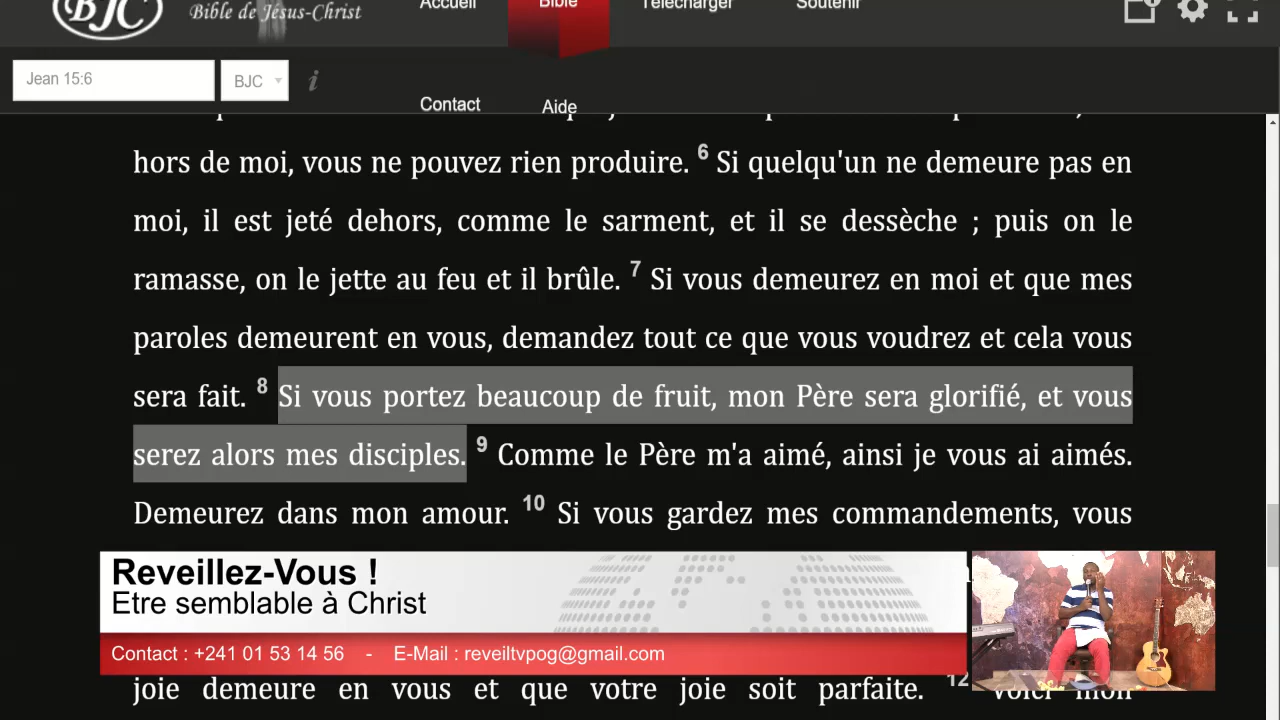 BJC
Bible de Jésus-Christ
Accueil
Bible
Télécharger
Soutenir
Jean 15:6
BJC
i
Contact
Aide
hors de moi, vous ne pouvez rien produire. 6 Si quelqu'un ne demeure pas en
moi, il est jeté dehors, comme le sarment, et il se dessèche ; puis on le
ramasse, on le jette au feu et il brûle. 7 Si vous demeurez en moi et que mes
paroles demeurent en vous, demandez tout ce que vous voudrez et cela vous
sera fait. 8 Si vous portez beaucoup de fruit, mon Père sera glorifié, et vous
serez alors mes disciples. 9 Comme le Père m'a aimé, ainsi je vous ai aimés.
Demeurez dans mon amour. 10 Si vous gardez mes commandements, vous
Reveillez-Vous !
Etre semblable à Christ
Contact : +241 01 53 14 56 - E-Mail : reveiltvpog@gmail.com
joie demeure en vous et que votre joie soit parfaite. 12 Voici mon